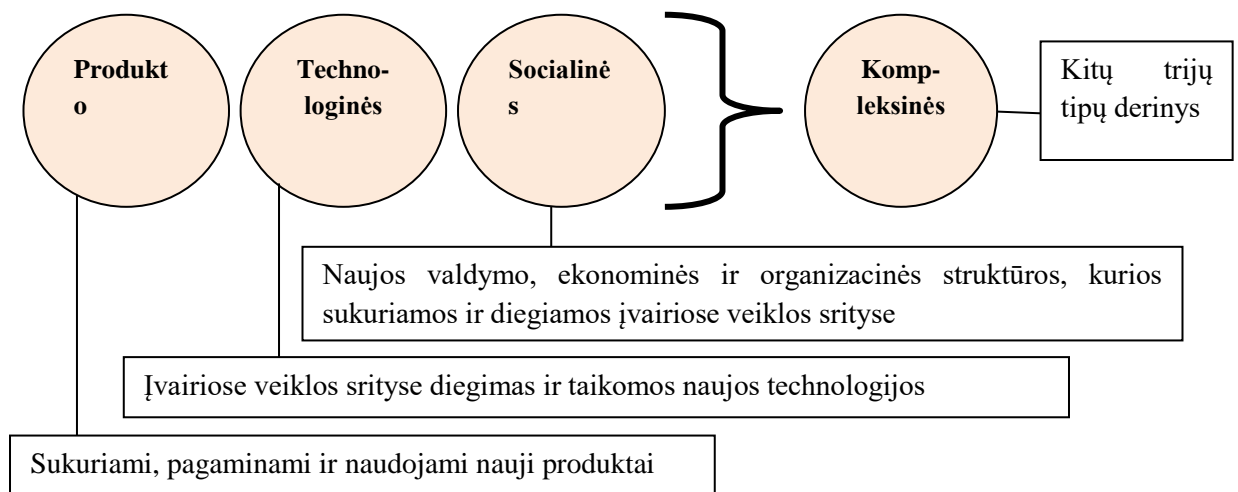 Produkt
o
Techno-
loginės
Socialinė
s
Komp-
leksinės
Kitų trijų
tipų derinys
Naujos valdymo, ekonominės ir organizacinės struktūros, kurios
sukuriamos ir diegiamos įvairiose veiklos srityse
Įvairiose veiklos srityse diegimas ir taikomos naujos technologijos
Sukuriami, pagaminami ir naudojami nauji produktai